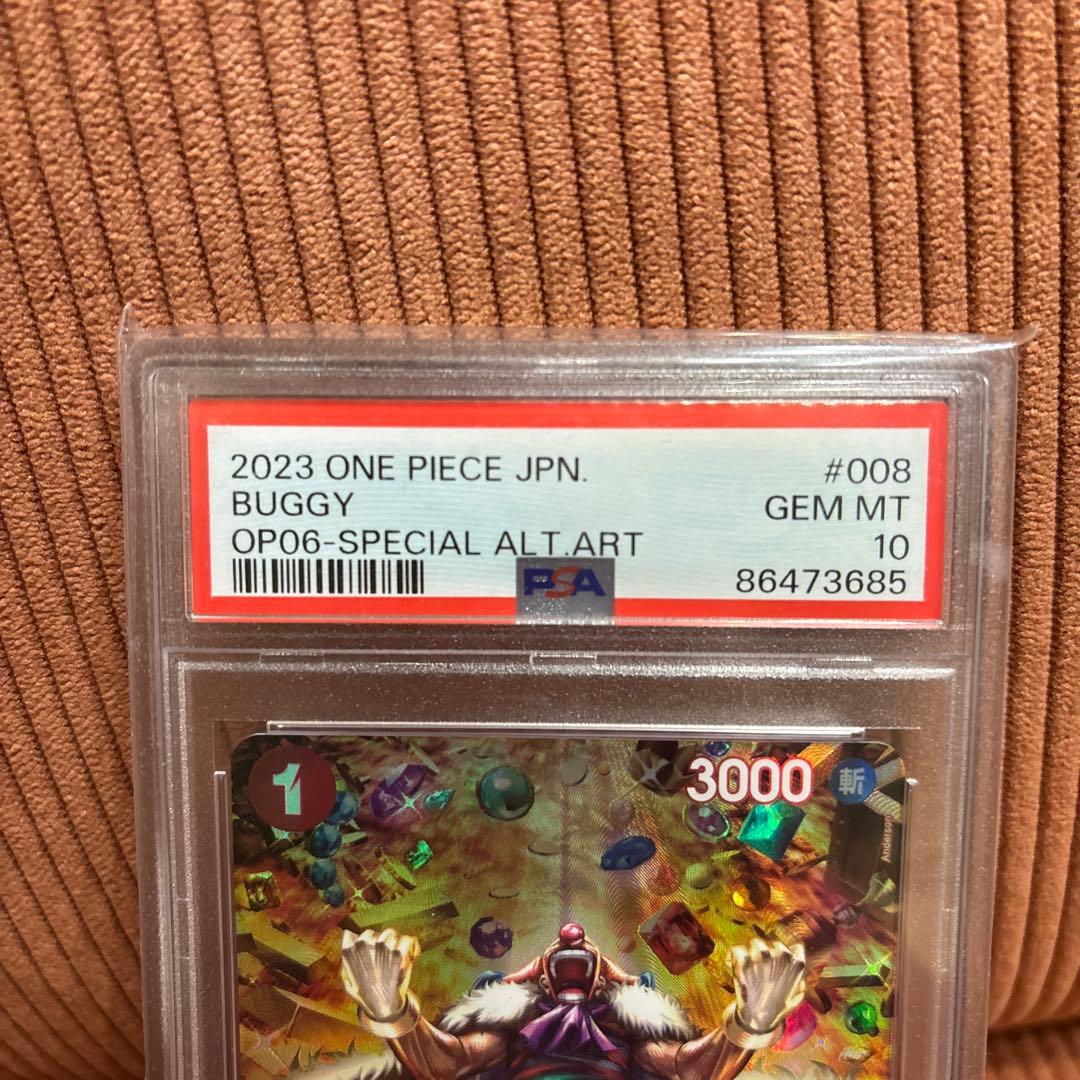 2023 ONE PIECE JPN. #008
BUGGY GEM MT
OP06-SPECIAL ALT.ART 10
86473685
PSA
1
3000 斬
Anderson